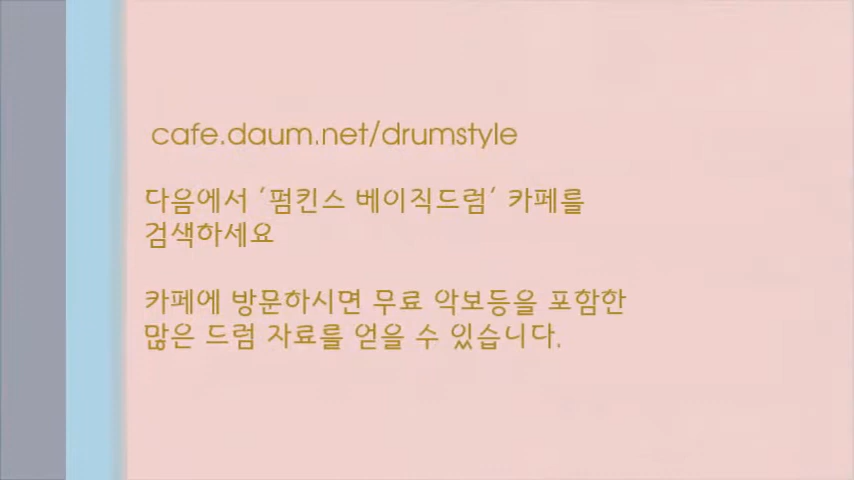 cafe.daum.net/drumstyle
다음에서 '펌킨스 베이직드럼' 카페를
검색하세요
카페에 방문하시면 무료 악보등을 포함한
많은 드럼 자료를 얻을 수 있습니다.